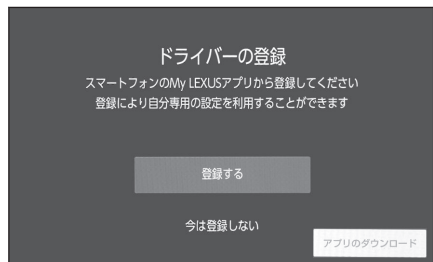 ドライバーの登録
スマートフォンのMy LEXUSアプリから登録してください
登録により自分専用の設定を利用することができます
登録する
今は登録しない
アプリのダウンロード